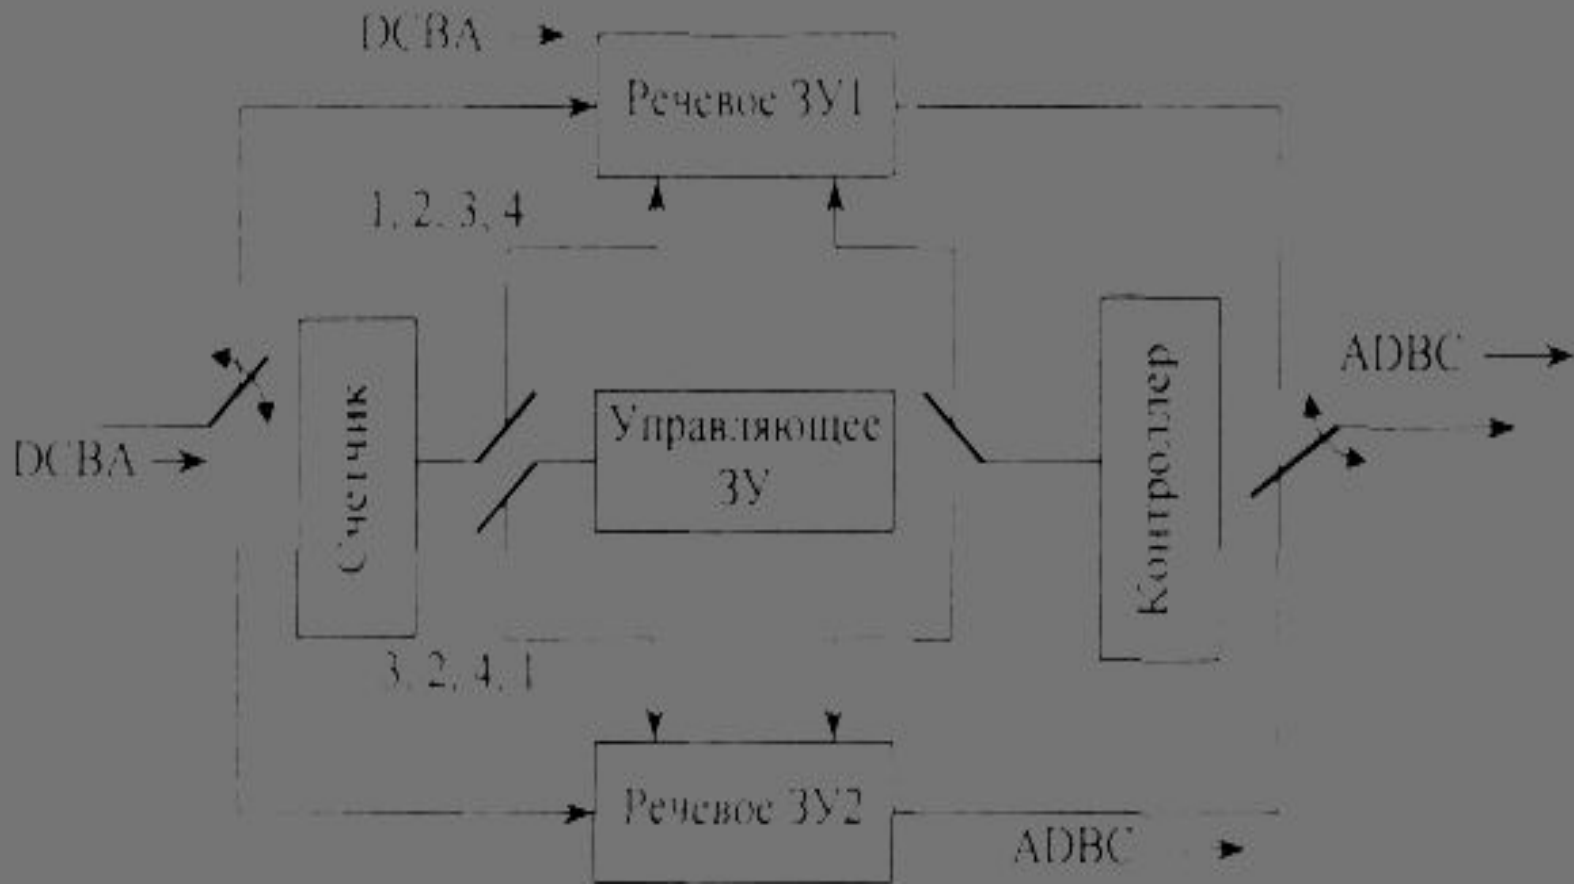 DCBA
Речевое ЗУ1
1, 2, 3, 4
ADBC
Счетчик
Управляющее
ЗУ
Контроллер
DCBA
3, 2, 4, 1
Речевое ЗУ2
ADBC